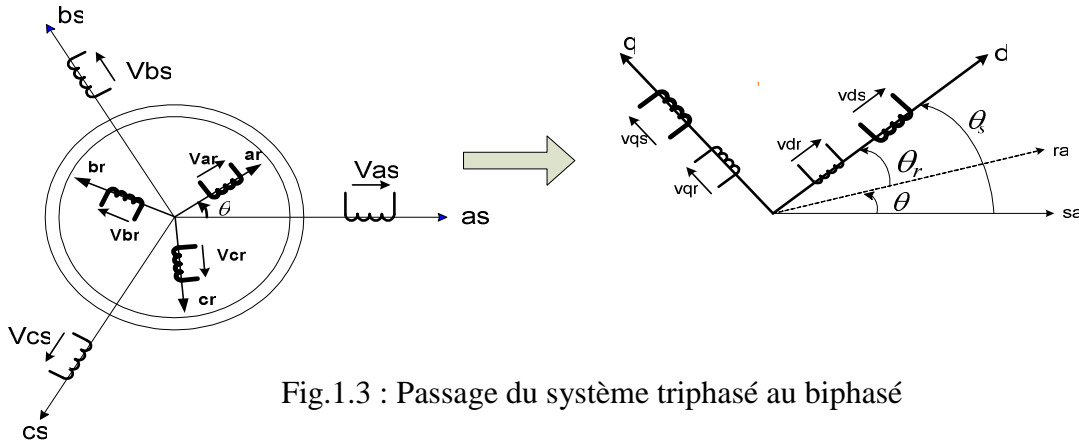 bs
Vbs
br
Var
ar
θ
Vbr
Vcr
cr
Vas
as
Vcs
cs
q
d
vqs
vqr
vds
vdr
θs
θr
θ
ra
sa
Fig.1.3 : Passage du système triphasé au biphasé